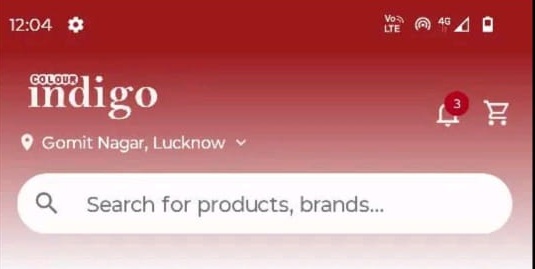 12:04
Vo
LTE
4G
COLOUR
indigo
3
Gomit Nagar, Lucknow
Search for products, brands...